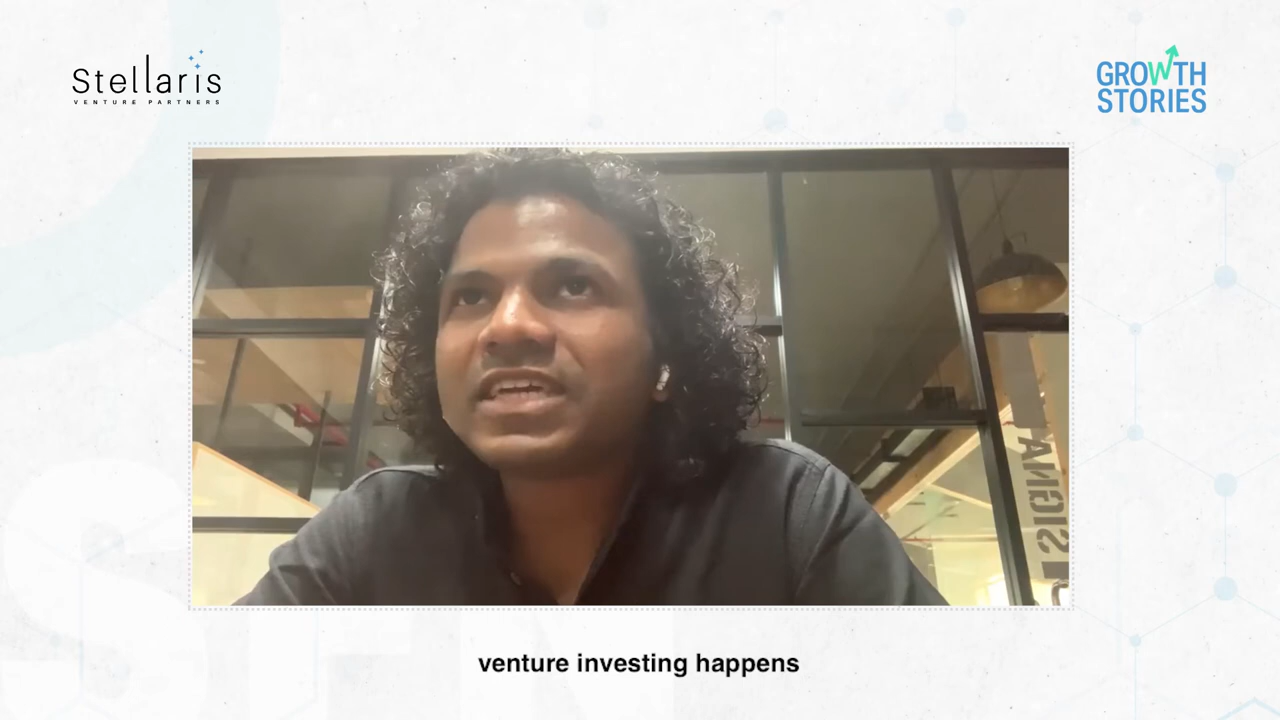 Stellaris
VENTURE PARTNERS
GROWTH
STORIES
venture investing happens